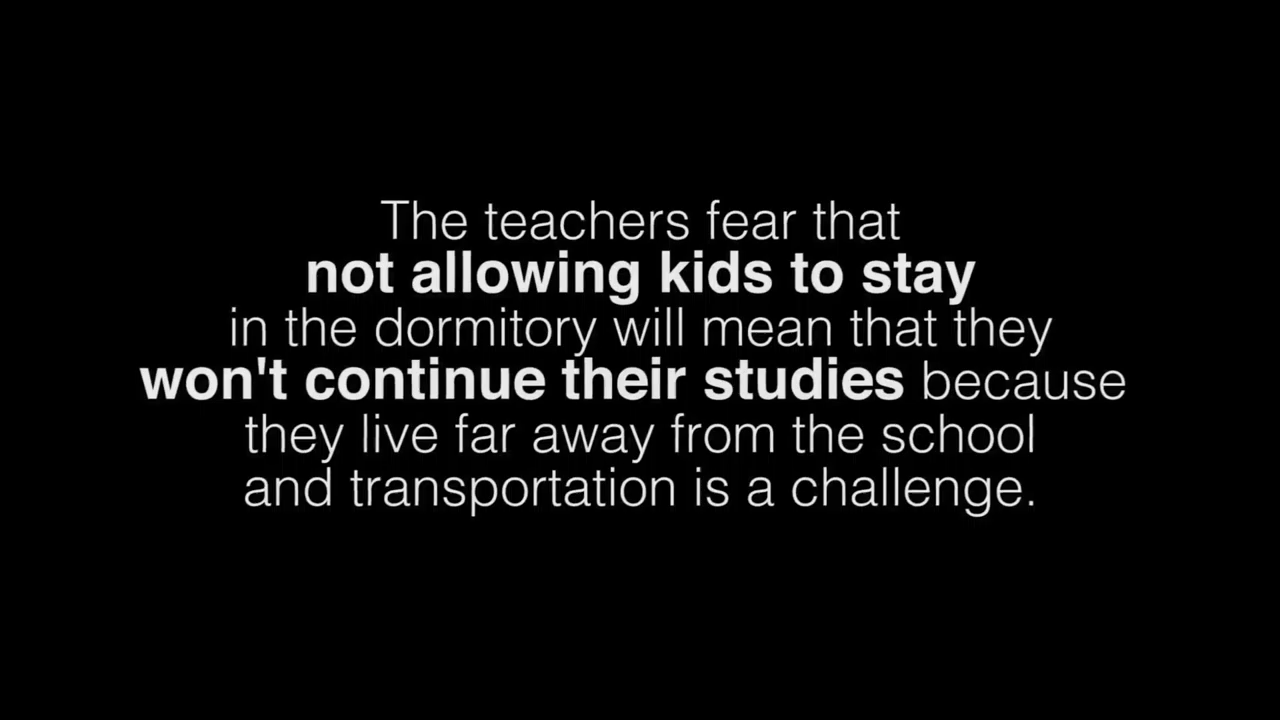 The teachers fear that
not allowing kids to stay
in the dormitory will mean that they
won't continue their studies because
they live far away from the school
and transportation is a challenge.